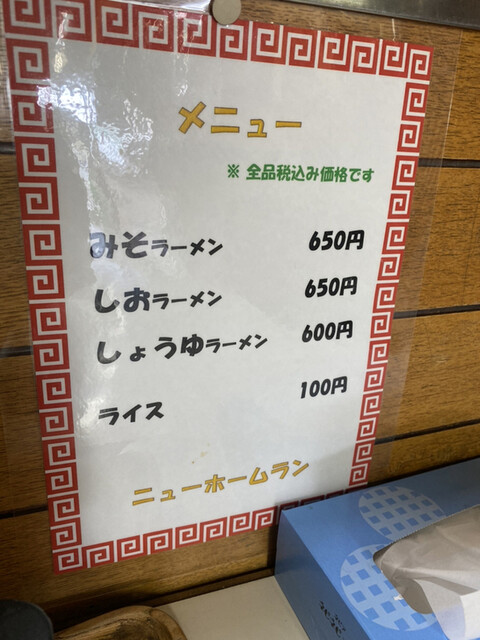 メニュー
※ 全品税込み価格です
みそラーメン 650円
しおラーメン 650円
しょうゆラーメン 600円
ライス 100円
ニューホームラン